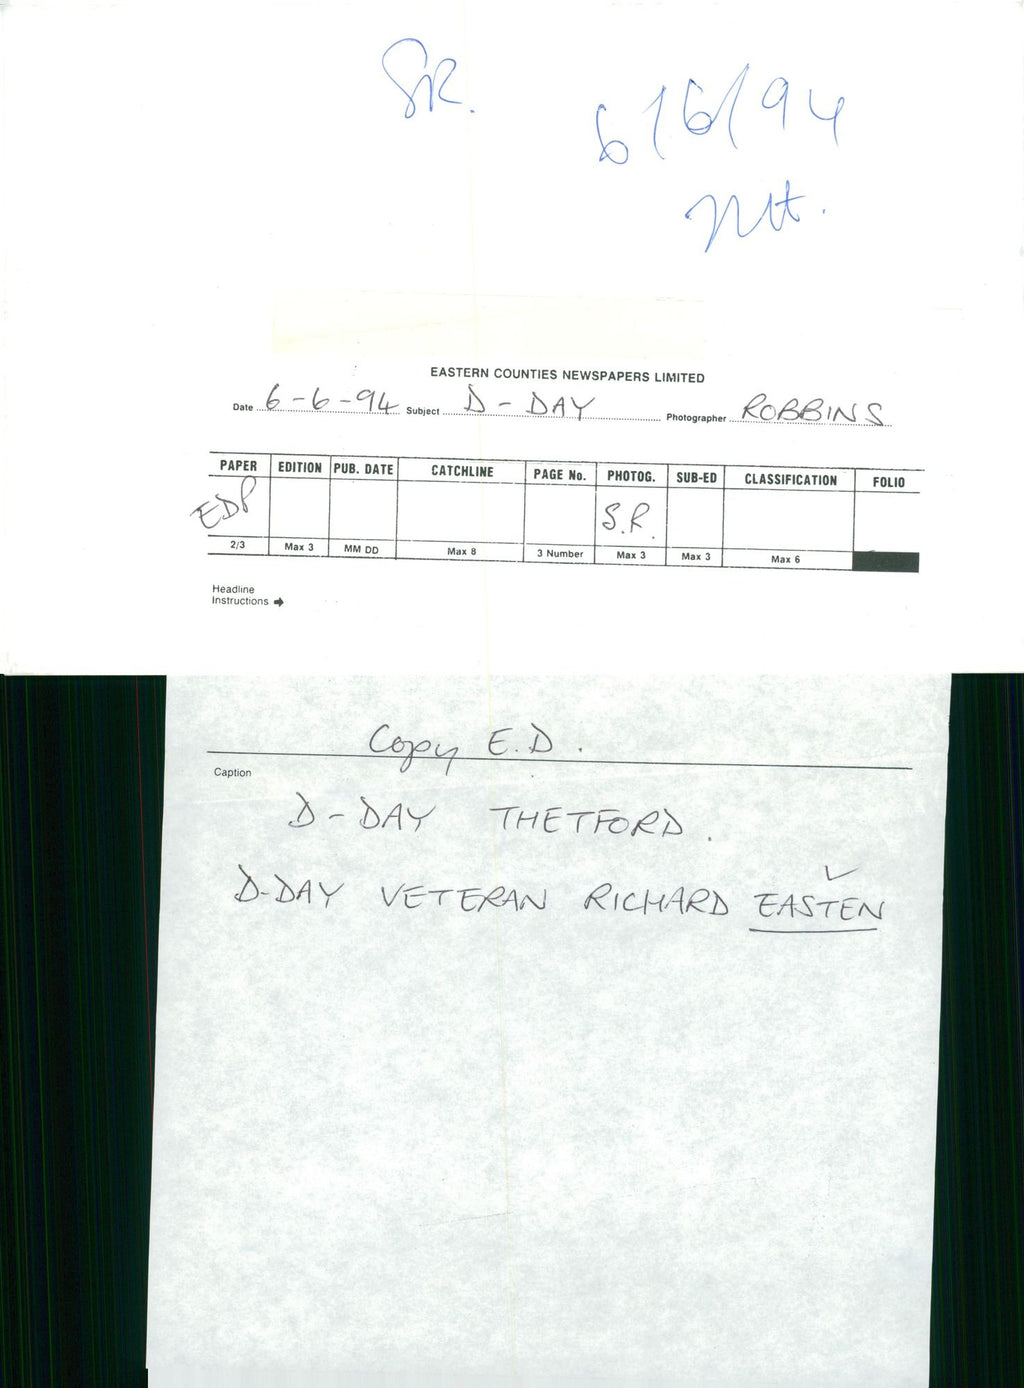 SR.
6/6/94
EASTERN COUNTIES NEWSPAPERS LIMITED
Date 6-6-94 Subject D-DAY Photographer ROBBINS
PAPER EDITION PUB. DATE CATCHLINE PAGE No. PHOTOG. SUB-ED CLASSIFICATION FOLIO
EDP S.R.
2/3 Max 3 MM DD Max 8 3 Number Max 3 Max 3 Max 6
Headline
Instructions
Copy E.D.
Caption
D-DAY THETFORD.
D-DAY VETERAN RICHARD EASTEN